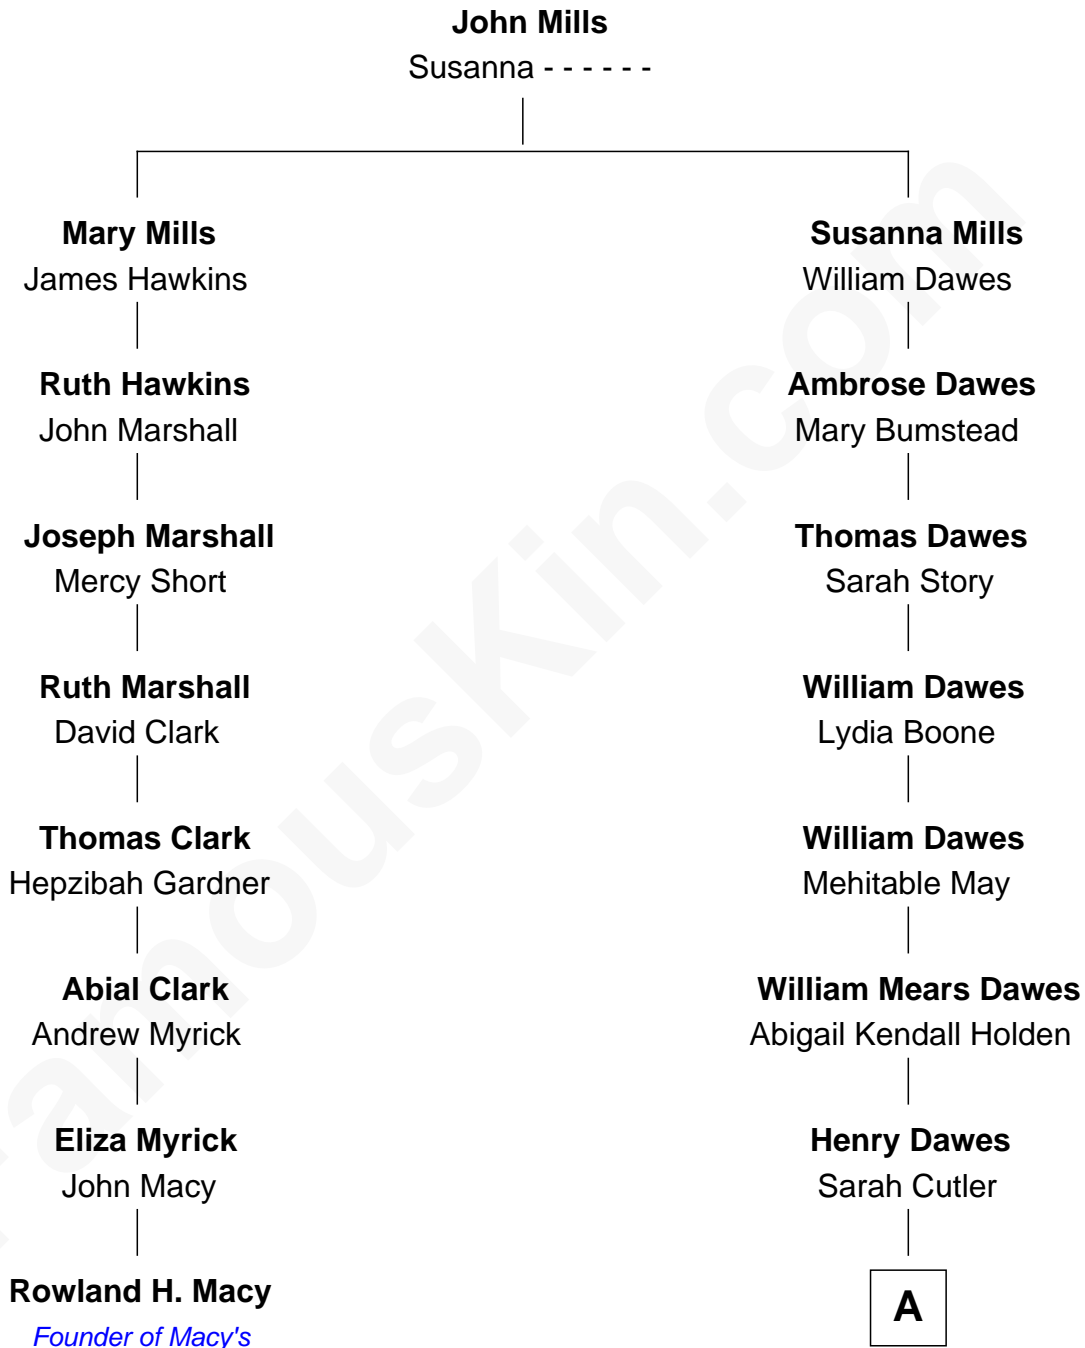 John Mills
Susanna - - - - - -
Mary Mills
James Hawkins
Susanna Mills
William Dawes
Ruth Hawkins
John Marshall
Ambrose Dawes
Mary Bumstead
Joseph Marshall
Mercy Short
Thomas Dawes
Sarah Story
Ruth Marshall
David Clark
William Dawes
Lydia Boone
Thomas Clark
Hepzibah Gardner
William Dawes
Mehitable May
Abial Clark
Andrew Myrick
William Mears Dawes
Abigail Kendall Holden
Eliza Myrick
John Macy
Henry Dawes
Sarah Cutler
Rowland H. Macy
Founder of Macy's
A
FamousKin.com